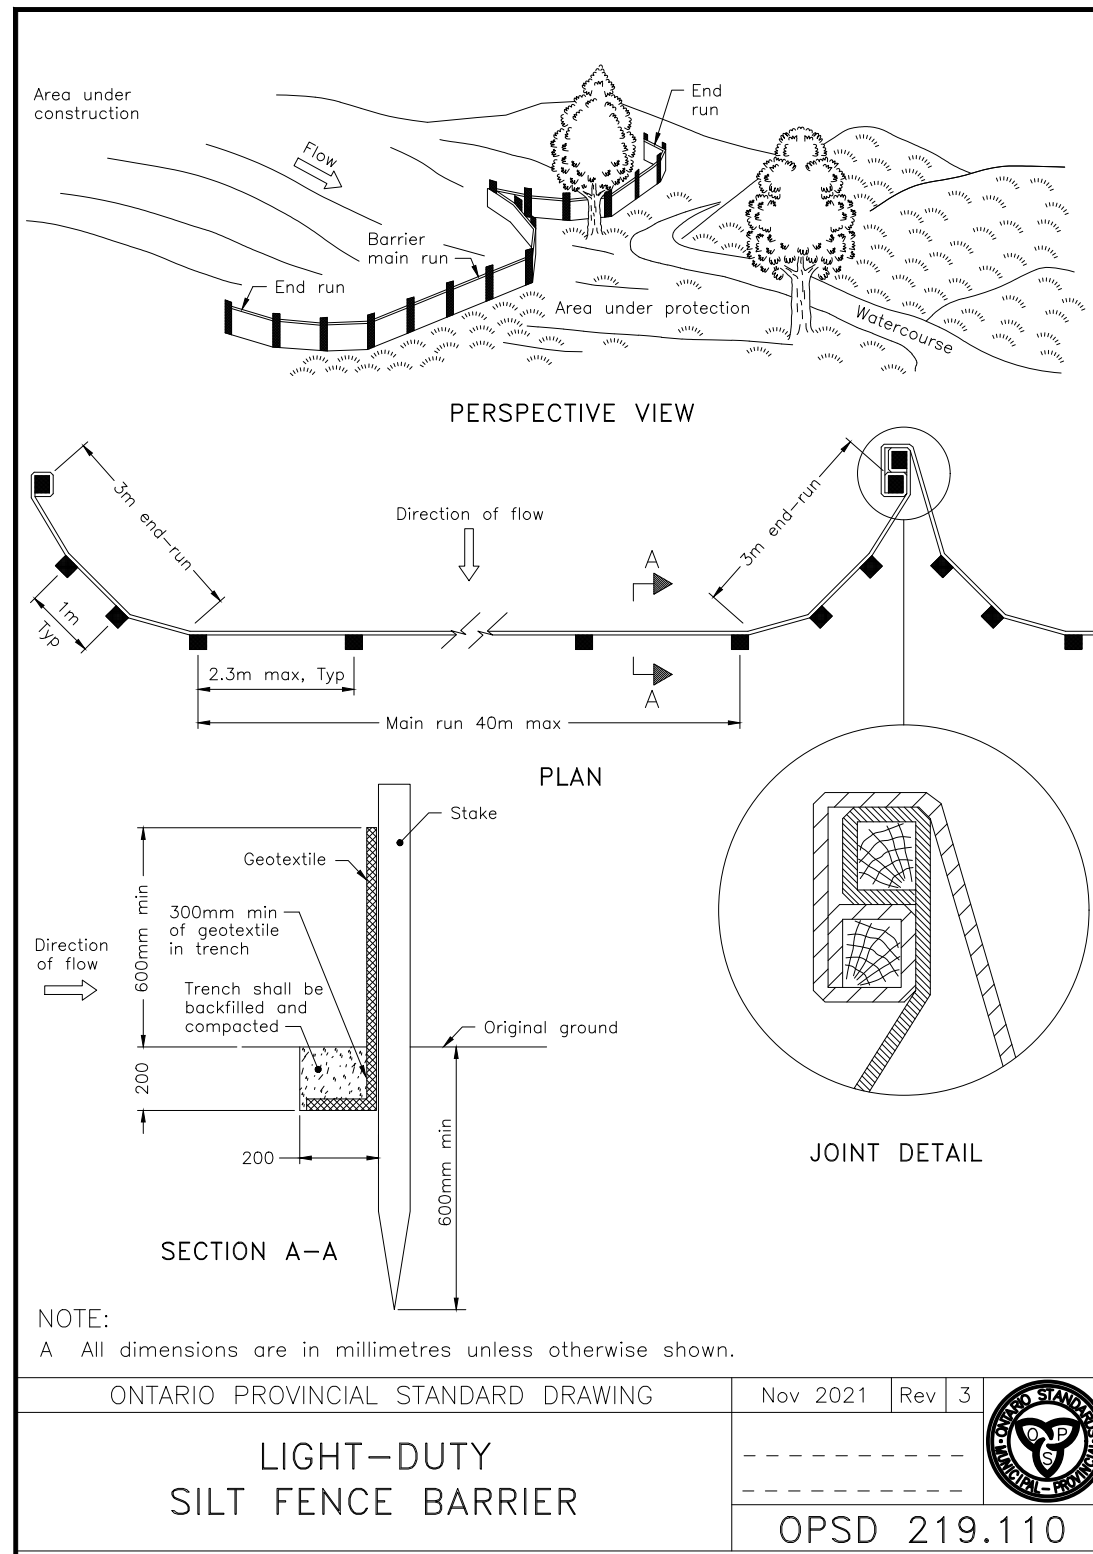 Area under
construction
Flow
End
run
Barrier
main run
End run
Area under protection
Watercourse
PERSPECTIVE VIEW
3m end-run
Direction of flow
3m end-run
A
1m
Typ
2.3m max, Typ
A
Main run 40m max
PLAN
Stake
Geotextile
600mm min
300mm min
of geotextile
in trench
Direction
of flow
Trench shall be
backfilled and
compacted
Original ground
200
200
600mm min
JOINT DETAIL
SECTION A-A
NOTE:
A All dimensions are in millimetres unless otherwise shown.
ONTARIO PROVINCIAL STANDARD DRAWING
Nov 2021
Rev
3
LIGHT-DUTY
SILT FENCE BARRIER
ONTARIO STANDARDS
MUNICIPAL-PROVINCIAL
O P
S
OPSD 219.110